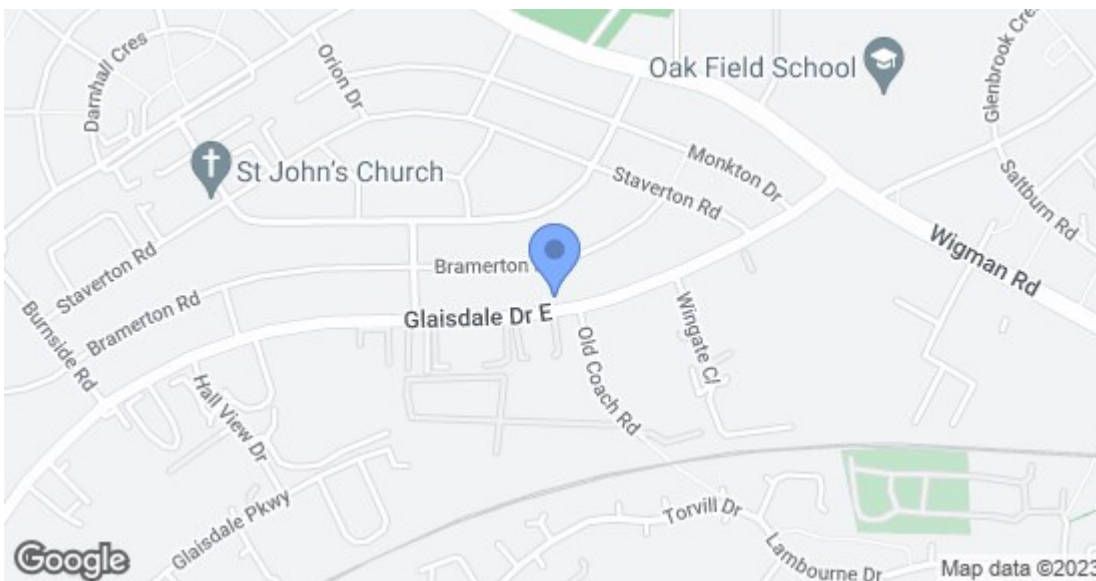 Darnhall Cres
Orion Dr
Oak Field School
Glenbrook Cres
St John's Church
Monkton Dr
Staverton Rd
Saltburn Rd
Staverton Rd
Wigman Rd
Bramerton
Bramerton Rd
Glaisdale Dr E
Wingate Cl
Burnside Rd
Old Coach Rd
Hall View Dr
Glaisdale Pkwy
Torvill Dr
Lambourne Dr
Google
Map data ©2023